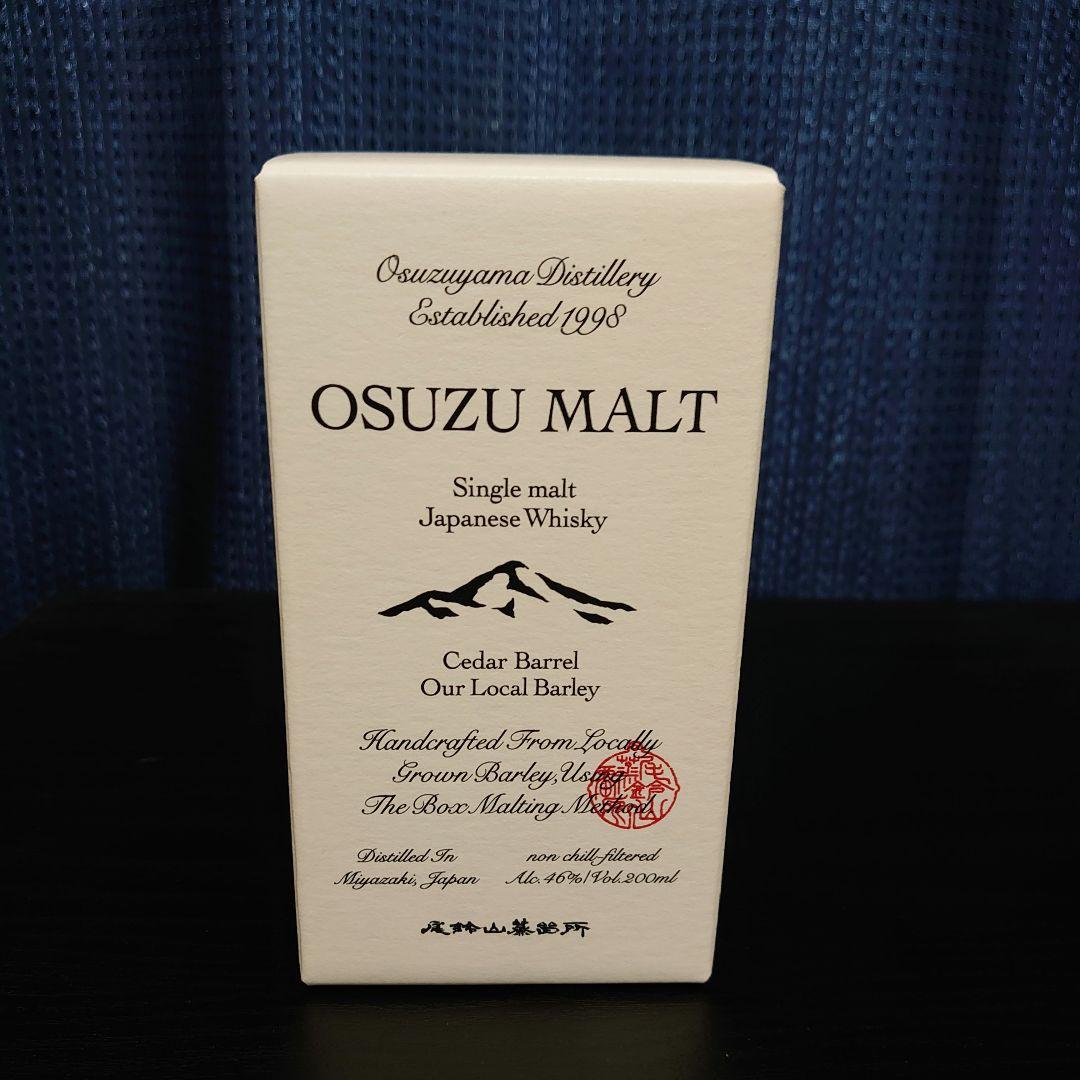 Osuzuyama Distillery
Established 1998
OSUZU MALT
Single malt
Japanese Whisky
Cedar Barrel
Our Local Barley
Handcrafted From Locally
Grown Barley, Using
The Box Malting Method.
Distilled In
Miyazaki, Japan
non chill-filtered
Alc.46%/Vol.200ml
尾鈴山蒸留所